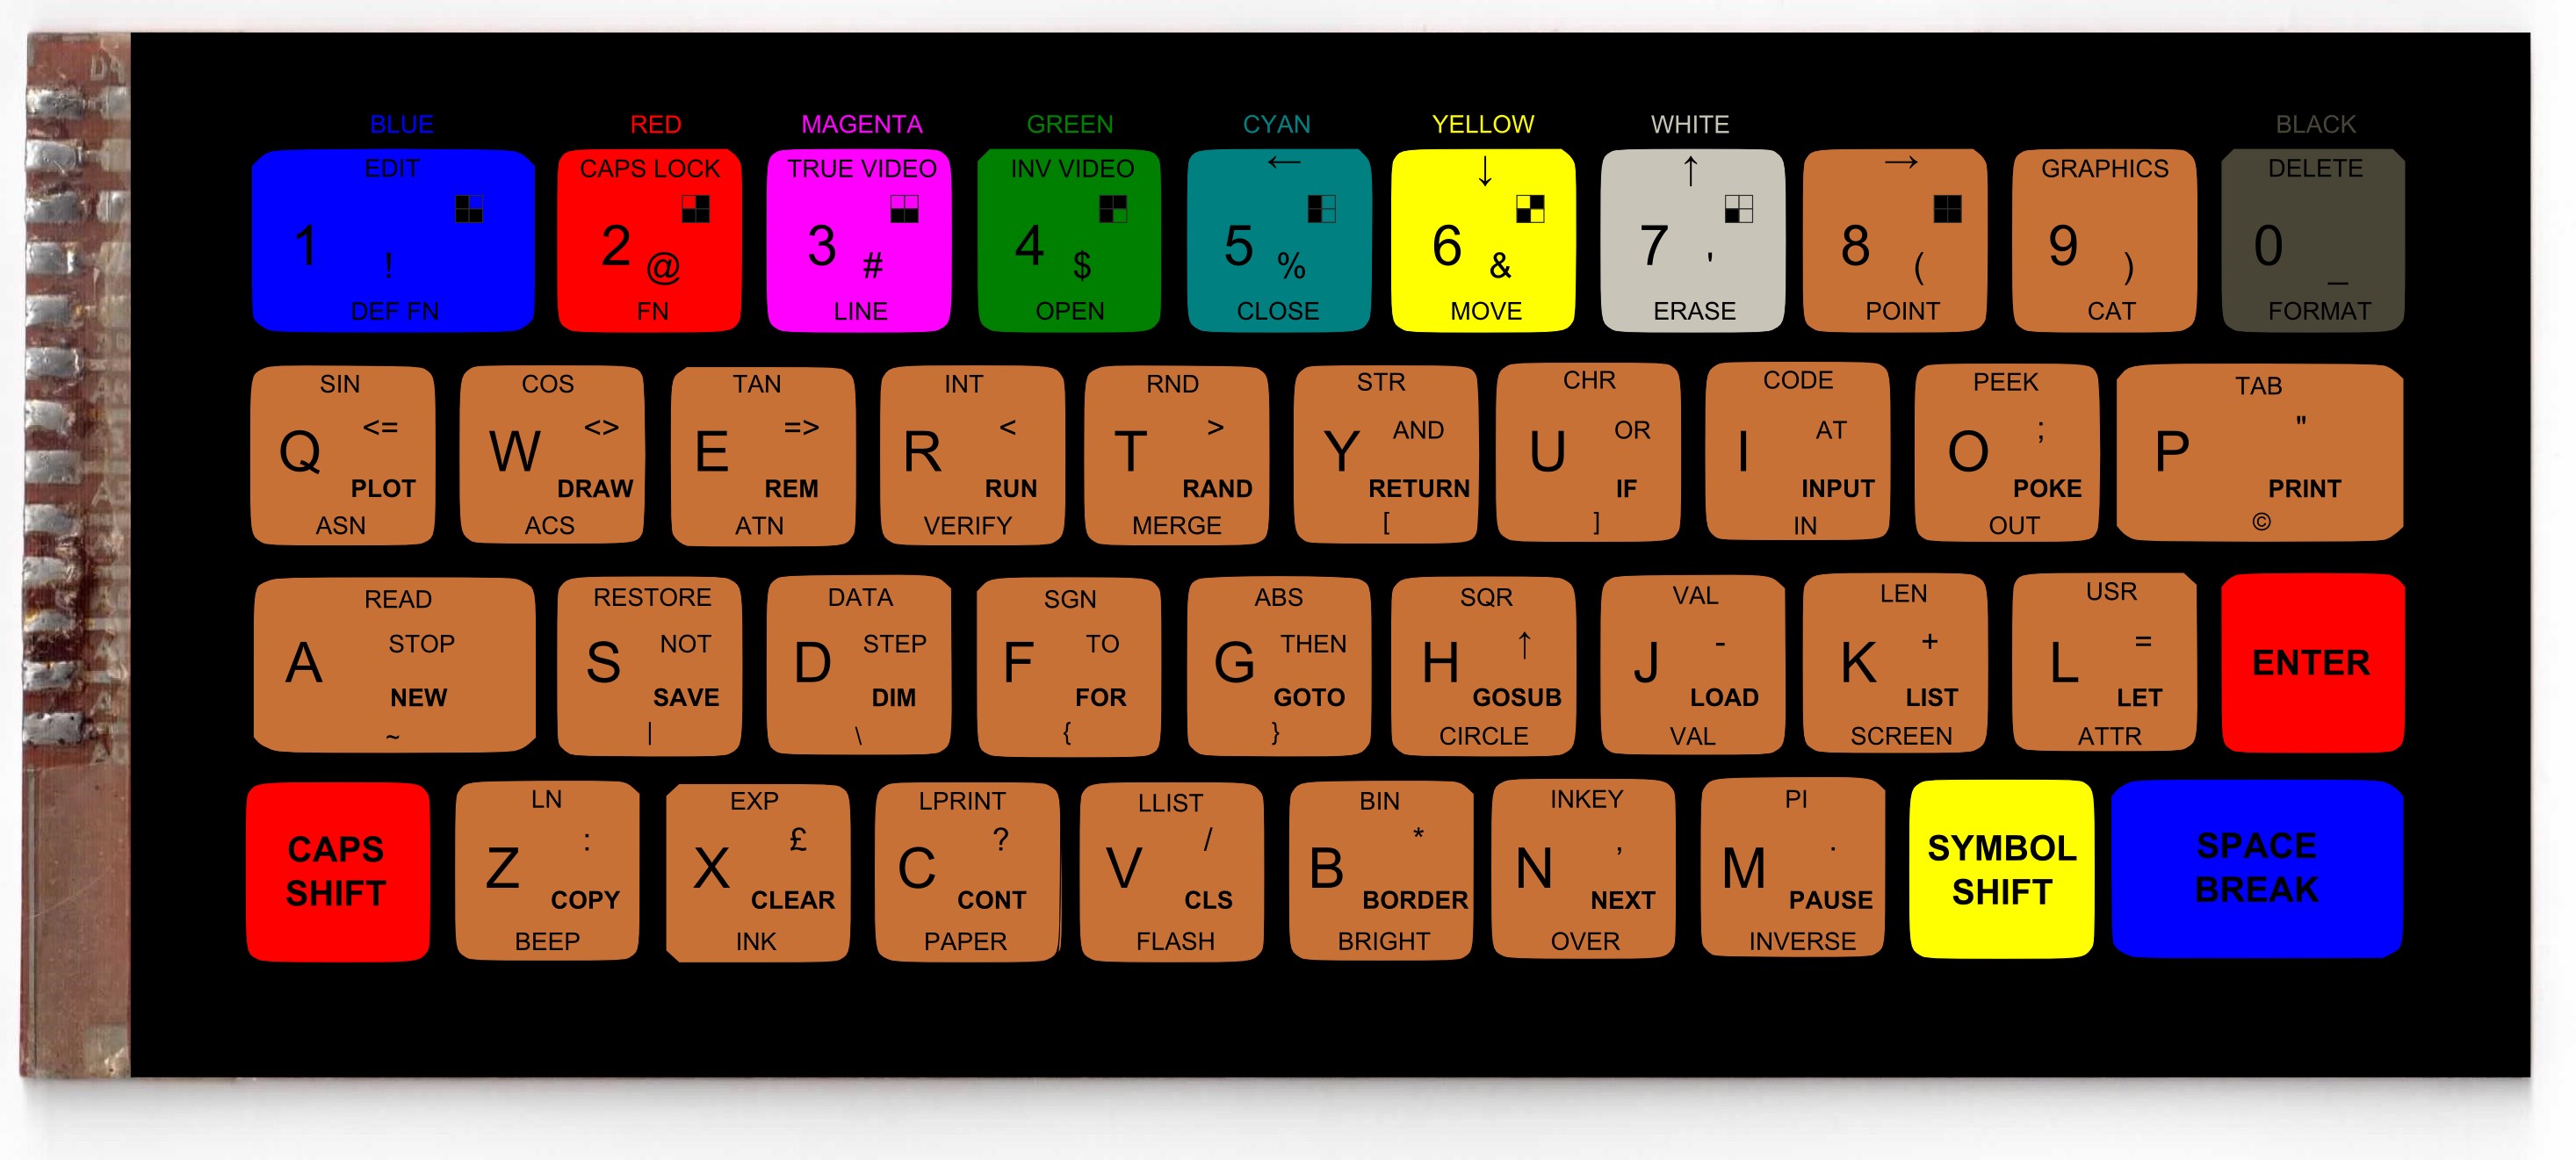 BLUE RED MAGENTA GREEN CYAN YELLOW WHITE BLACK
EDIT CAPS LOCK TRUE VIDEO INV VIDEO ← ↓ ↑ → GRAPHICS DELETE
1 ! 2 @ 3 # 4 $ 5 % 6 & 7 ' 8 ( 9 ) 0 _
DEF FN FN LINE OPEN CLOSE MOVE ERASE POINT CAT FORMAT
SIN COS TAN INT RND STR CHR CODE PEEK TAB
Q <= W <> E => R < T > Y AND U OR I AT O ; P "
PLOT DRAW REM RUN RAND RETURN IF INPUT POKE PRINT
ASN ACS ATN VERIFY MERGE [ ] IN OUT ©
READ RESTORE DATA SGN ABS SQR VAL LEN USR
A STOP S NOT D STEP F TO G THEN H ↑ J - K + L = ENTER
NEW SAVE DIM FOR GOTO GOSUB LOAD LIST LET
~ | \ { } CIRCLE VAL SCREEN ATTR
LN EXP LPRINT LLIST BIN INKEY PI
CAPS SHIFT Z : X £ C ? V / B * N , M . SYMBOL SHIFT SPACE BREAK
COPY CLEAR CONT CLS BORDER NEXT PAUSE
BEEP INK PAPER FLASH BRIGHT OVER INVERSE